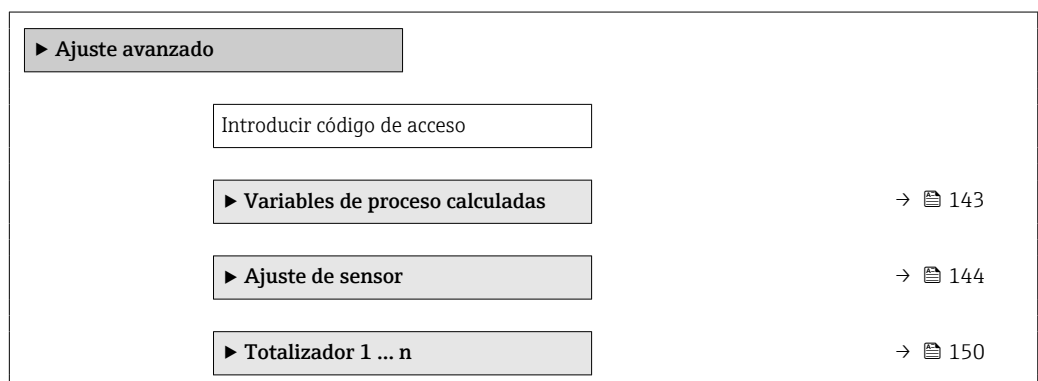 ▶ Ajuste avanzado
Introducir código de acceso
▶ Variables de proceso calculadas → 143
▶ Ajuste de sensor → 144
▶ Totalizador 1 ... n → 150